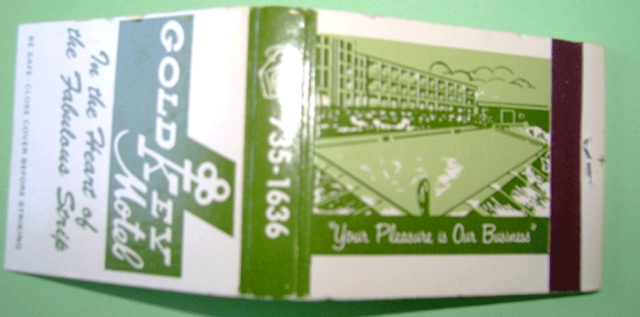 GOLD KEY
Motel
In the Heart of
the Fabulous Strip
BE SAFE-CLOSE COVER BEFORE STRIKING
735-1636
"Your Pleasure is Our Business"